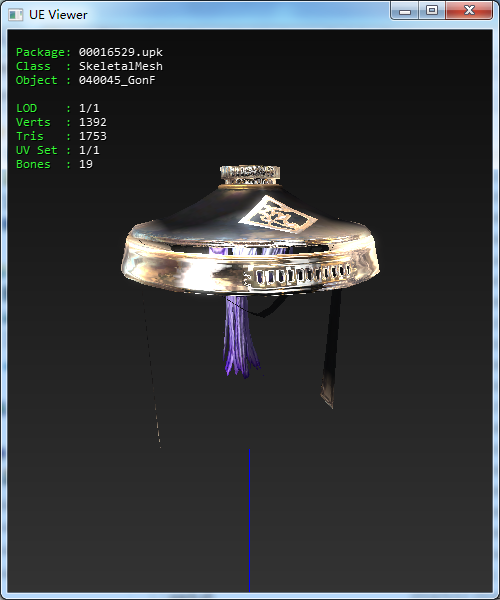 UE Viewer
Package: 00016529.upk
Class : SkeletalMesh
Object : 040045_GonF
LOD : 1/1
Verts : 1392
Tris : 1753
UV Set : 1/1
Bones : 19